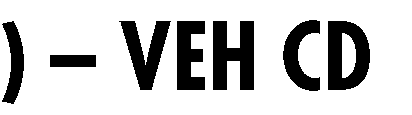 ) – VEH CD